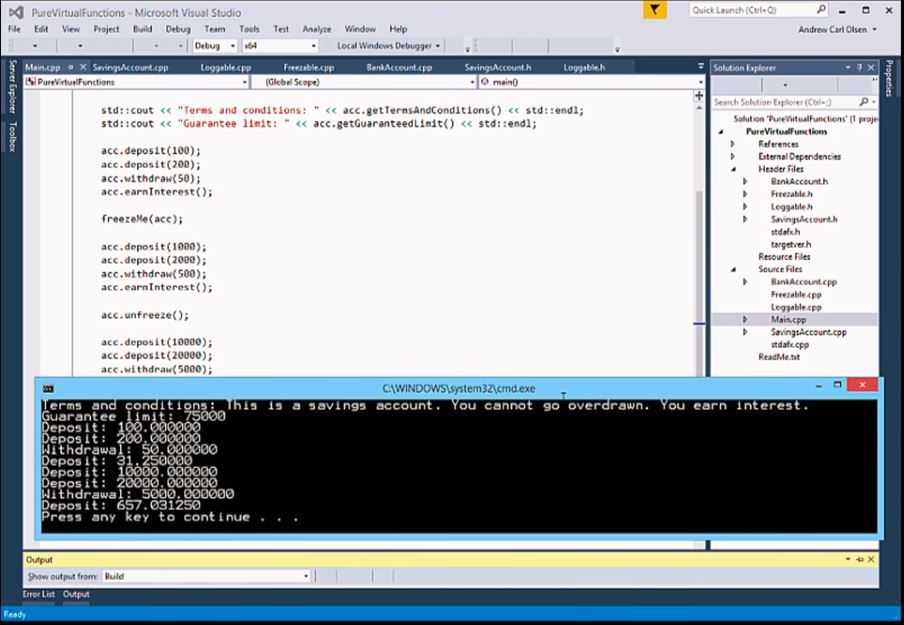 PureVirtualFunctions - Microsoft Visual Studio
Quick Launch (Ctrl+Q)
File Edit View Project Build Debug Team Tools Test Analyze Window Help
Andrew Carl Olsen
Debug x64 Local Windows Debugger
Server Explorer
Toolbox
Main.cpp SavingsAccount.cpp Loggable.cpp Freezable.cpp BankAccount.cpp SavingsAccount.h Loggable.h
PureVirtualFunctions (Global Scope) main()
std::cout << "Terms and conditions: " << acc.getTermsAndConditions() << std::endl;
std::cout << "Guarantee limit: " << acc.getGuaranteedLimit() << std::endl;
acc.deposit(100);
acc.deposit(200);
acc.withdraw(50);
acc.earnInterest();
freezeMe(acc);
acc.deposit(1000);
acc.deposit(2000);
acc.withdraw(500);
acc.earnInterest();
acc.unfreeze();
acc.deposit(10000);
acc.deposit(20000);
acc.withdraw(5000);
Solution Explorer
Search Solution Explorer (Ctrl+;)
Solution 'PureVirtualFunctions' (1 proje
PureVirtualFunctions
References
External Dependencies
Header Files
BankAccount.h
Freezable.h
Loggable.h
SavingsAccount.h
stdafx.h
targetver.h
Resource Files
Source Files
BankAccount.cpp
Freezable.cpp
Loggable.cpp
Main.cpp
SavingsAccount.cpp
stdafx.cpp
ReadMe.txt
Properties
C:\WINDOWS\system32\cmd.exe
Terms and conditions: This is a savings account. You cannot go overdrawn. You earn interest.
Guarantee limit: 75000
Deposit: 100.000000
Deposit: 200.000000
Withdrawal: 50.000000
Deposit: 31.250000
Deposit: 10000.000000
Deposit: 20000.000000
Withdrawal: 5000.000000
Deposit: 657.031250
Press any key to continue . . .
Output
Show output from: Build
Error List Output
Ready